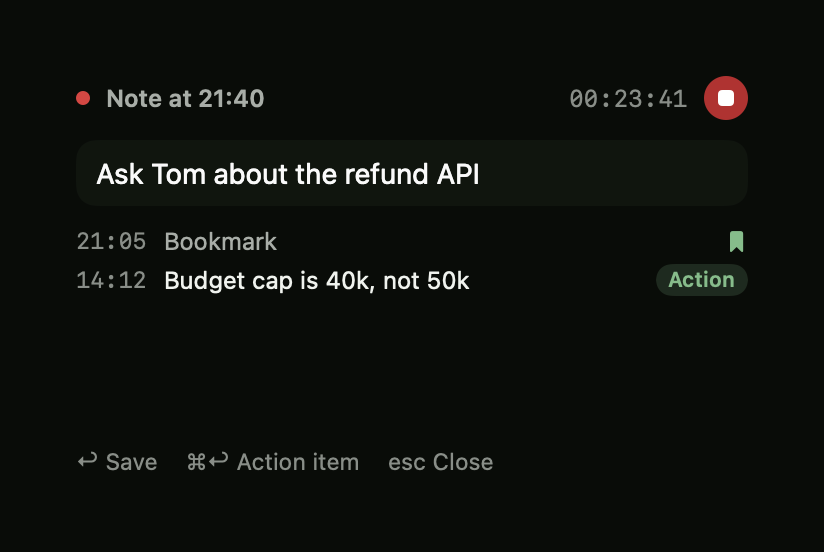 Note at 21:40 00:23:41
Ask Tom about the refund API
21:05 Bookmark
14:12 Budget cap is 40k, not 50k Action
↩ Save ⌘↩ Action item esc Close